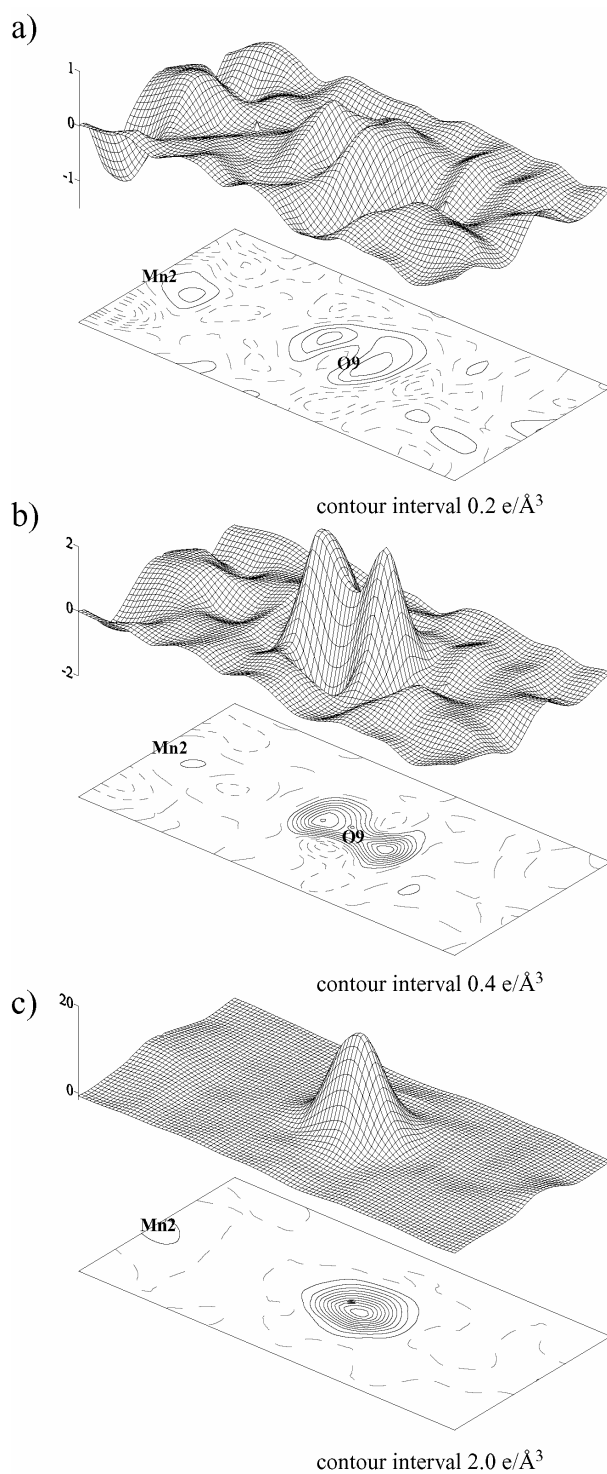 a)
1
0
-1
Mn2
O9
contour interval 0.2 e/Å³
b)
2
0
-2
Mn2
O9
contour interval 0.4 e/Å³
c)
20
0
Mn2
contour interval 2.0 e/Å³